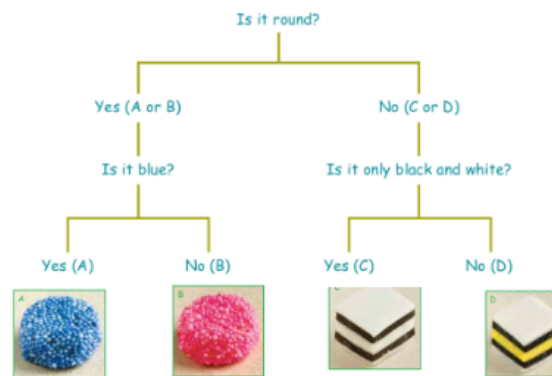 Is it round?
Yes (A or B)
No (C or D)
Is it blue?
Is it only black and white?
Yes (A)
No (B)
Yes (C)
No (D)
A
B
C
D